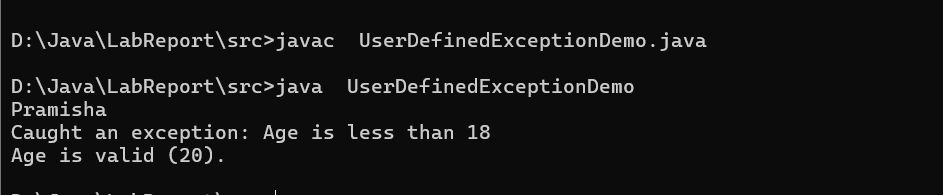 D:\Java\LabReport\src>javac  UserDefinedExceptionDemo.java
D:\Java\LabReport\src>java  UserDefinedExceptionDemo
Pramisha
Caught an exception: Age is less than 18
Age is valid (20).